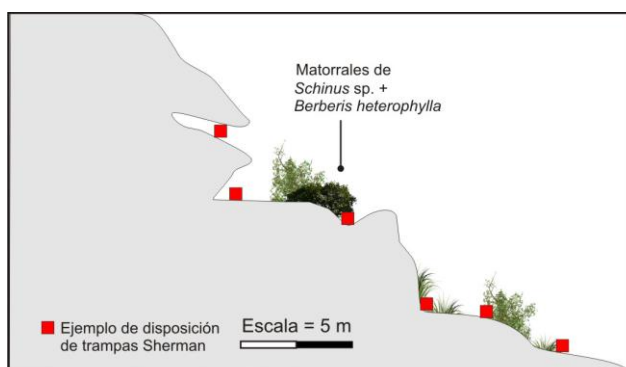 Matorrales de
Schinus sp. +
Berberis heterophylla
Ejemplo de disposición
de trampas Sherman
Escala = 5 m